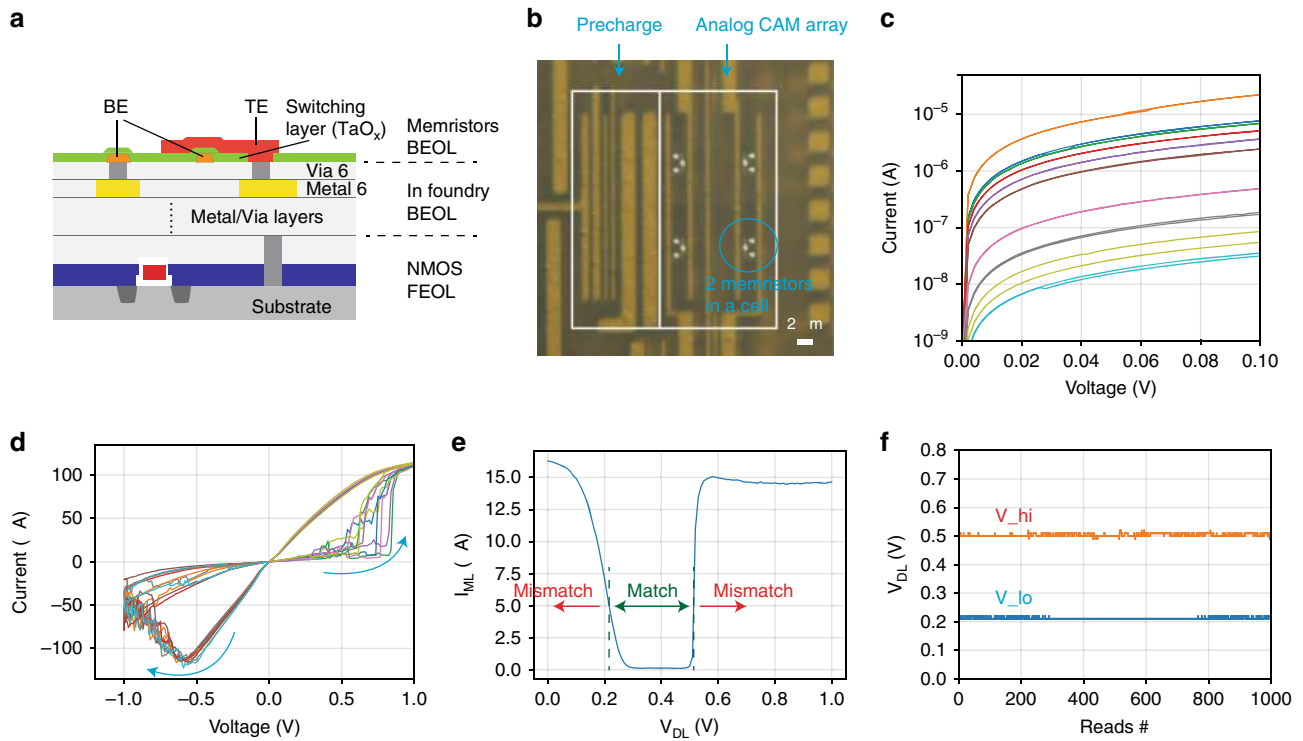 a
BE
TE
Switching
layer (TaOx)
Memristors
BEOL
Via 6
Metal 6
In foundry
BEOL
Metal/Via layers
NMOS
FEOL
Substrate
b
Precharge
Analog CAM array
2 memristors
in a cell
2 m
c
Current (A)
10⁻⁵
10⁻⁶
10⁻⁷
10⁻⁸
10⁻⁹
0.00 0.02 0.04 0.06 0.08 0.10
Voltage (V)
d
Current ( A)
100
50
0
−50
−100
−1.0 −0.5 0.0 0.5 1.0
Voltage (V)
e
I_ML ( A)
15.0
12.5
10.0
7.5
5.0
2.5
0.0
Mismatch Match Mismatch
0.0 0.2 0.4 0.6 0.8 1.0
V_DL (V)
f
V_DL (V)
0.8
0.7
0.6
0.5
0.4
0.3
0.2
0.1
0.0
V_hi
V_lo
0 200 400 600 800 1000
Reads #